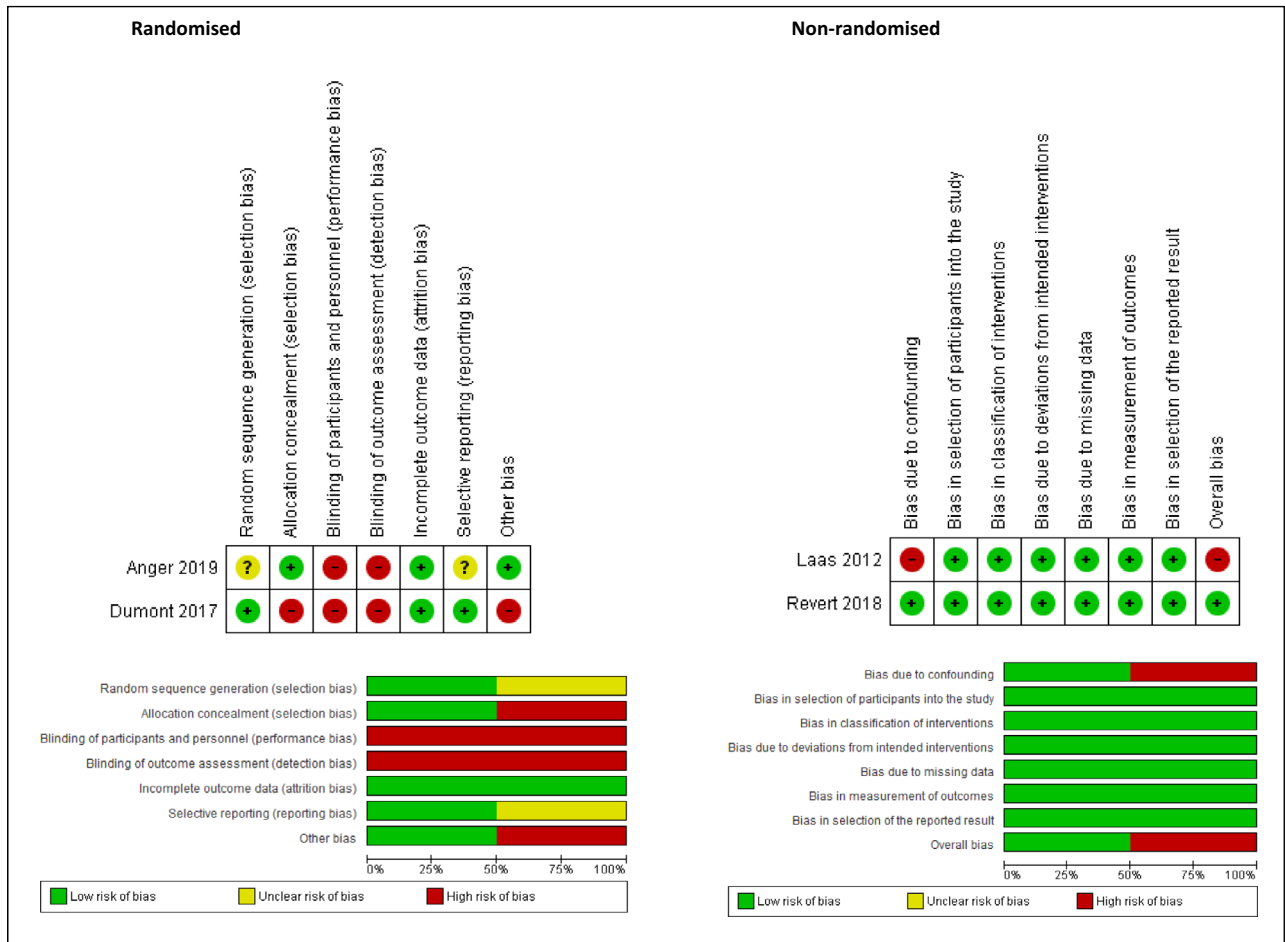 Randomised
Random sequence generation (selection bias)
Allocation concealment (selection bias)
Blinding of participants and personnel (performance bias)
Blinding of outcome assessment (detection bias)
Incomplete outcome data (attrition bias)
Selective reporting (reporting bias)
Other bias
Anger 2019 ? + - - + ? +
Dumont 2017 + - - + + -
Random sequence generation (selection bias)
Allocation concealment (selection bias)
Blinding of participants and personnel (performance bias)
Blinding of outcome assessment (detection bias)
Incomplete outcome data (attrition bias)
Selective reporting (reporting bias)
Other bias
0% 25% 50% 75% 100%
Low risk of bias Unclear risk of bias High risk of bias
Non-randomised
Bias due to confounding
Bias in selection of participants into the study
Bias in classification of interventions
Bias due to deviations from intended interventions
Bias due to missing data
Bias in measurement of outcomes
Bias in selection of the reported result
Overall bias
Laas 2012 - + + + + + + -
Revert 2018 + + + + + + + +
Bias due to confounding
Bias in selection of participants into the study
Bias in classification of interventions
Bias due to deviations from intended interventions
Bias due to missing data
Bias in measurement of outcomes
Bias in selection of the reported result
Overall bias
0% 25% 50% 75% 100%
Low risk of bias Unclear risk of bias High risk of bias